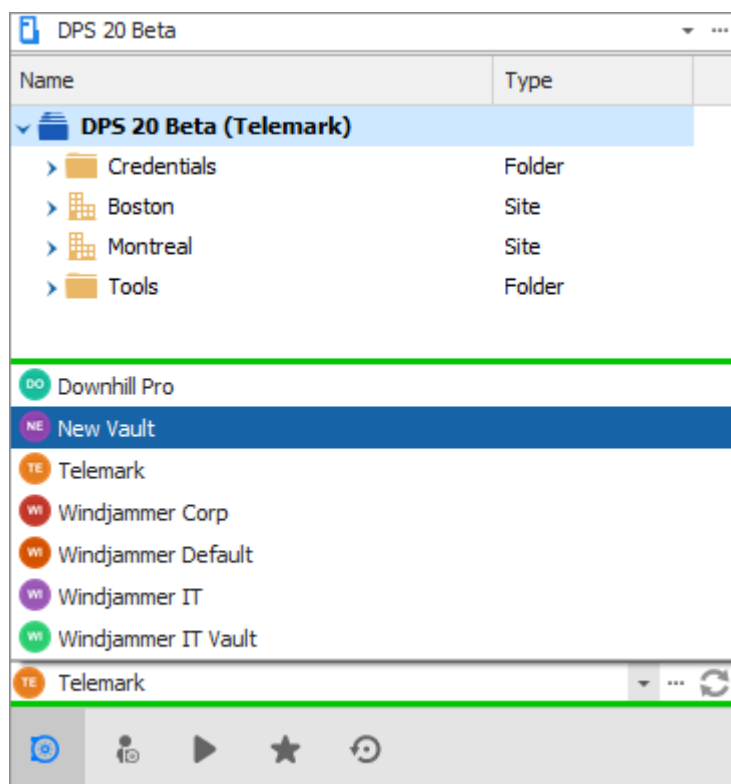 DPS 20 Beta
Name Type
DPS 20 Beta (Telemark)
Credentials Folder
Boston Site
Montreal Site
Tools Folder
DO Downhill Pro
NE New Vault
TE Telemark
WI Windjammer Corp
WI Windjammer Default
WI Windjammer IT
WI Windjammer IT Vault
TE Telemark